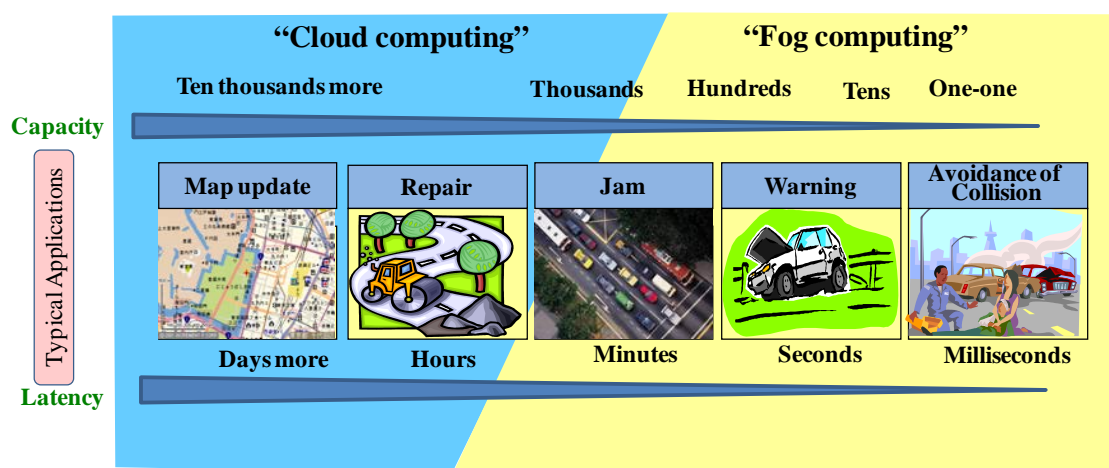 “Cloud computing”
“Fog computing”
Ten thousands more
Thousands
Hundreds
Tens
One-one
Capacity
Typical Applications
Map update
Repair
Jam
Warning
Avoidance of
Collision
Days more
Hours
Minutes
Seconds
Milliseconds
Latency